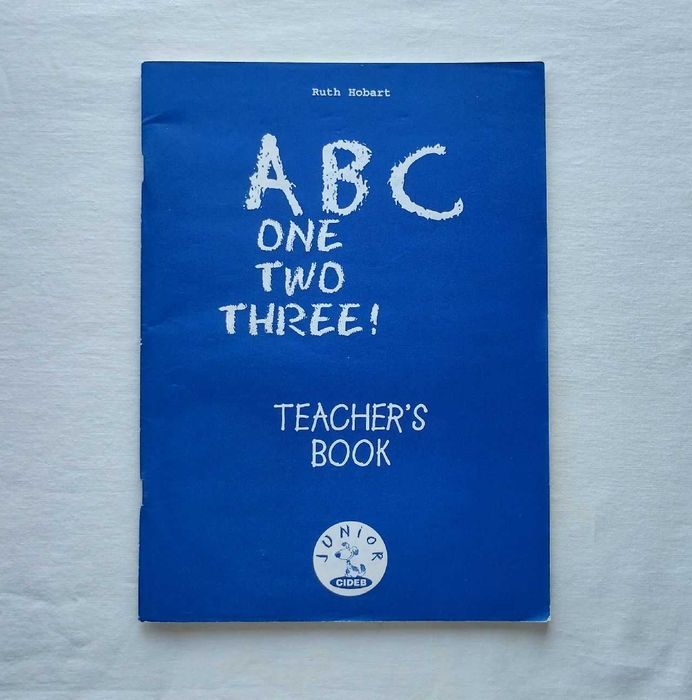 Ruth Hobart
ABC
ONE
TWO
THREE!
TEACHER'S
BOOK
JUNiOR
CIDEB